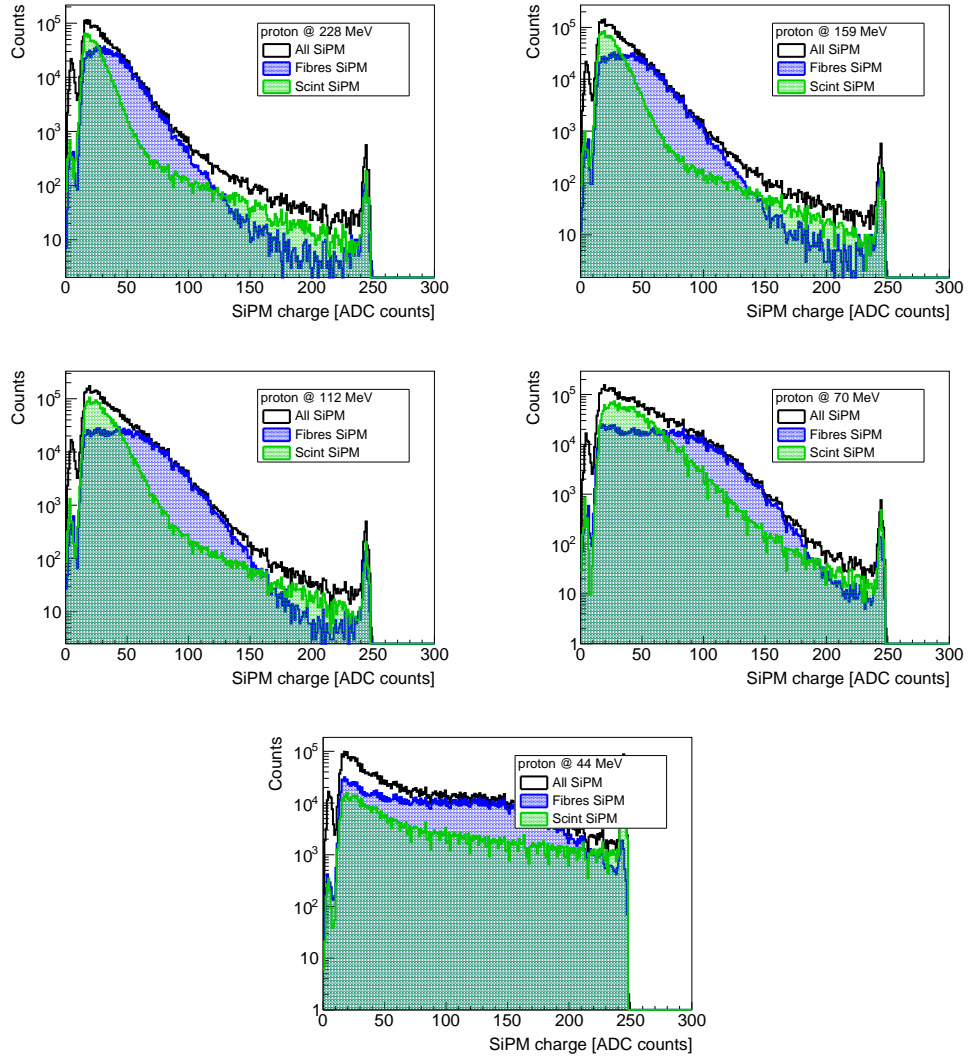 Counts
10^5
10^4
10^3
10^2
10
proton @ 228 MeV
All SiPM
Fibres SiPM
Scint SiPM
0 50 100 150 200 250 300
SiPM charge [ADC counts]
Counts
10^5
10^4
10^3
10^2
10
proton @ 159 MeV
All SiPM
Fibres SiPM
Scint SiPM
0 50 100 150 200 250 300
SiPM charge [ADC counts]
Counts
10^5
10^4
10^3
10^2
10
proton @ 112 MeV
All SiPM
Fibres SiPM
Scint SiPM
0 50 100 150 200 250 300
SiPM charge [ADC counts]
Counts
10^5
10^4
10^3
10^2
10
1
proton @ 70 MeV
All SiPM
Fibres SiPM
Scint SiPM
0 50 100 150 200 250 300
SiPM charge [ADC counts]
Counts
10^5
10^4
10^3
10^2
10
1
proton @ 44 MeV
All SiPM
Fibres SiPM
Scint SiPM
0 50 100 150 200 250 300
SiPM charge [ADC counts]